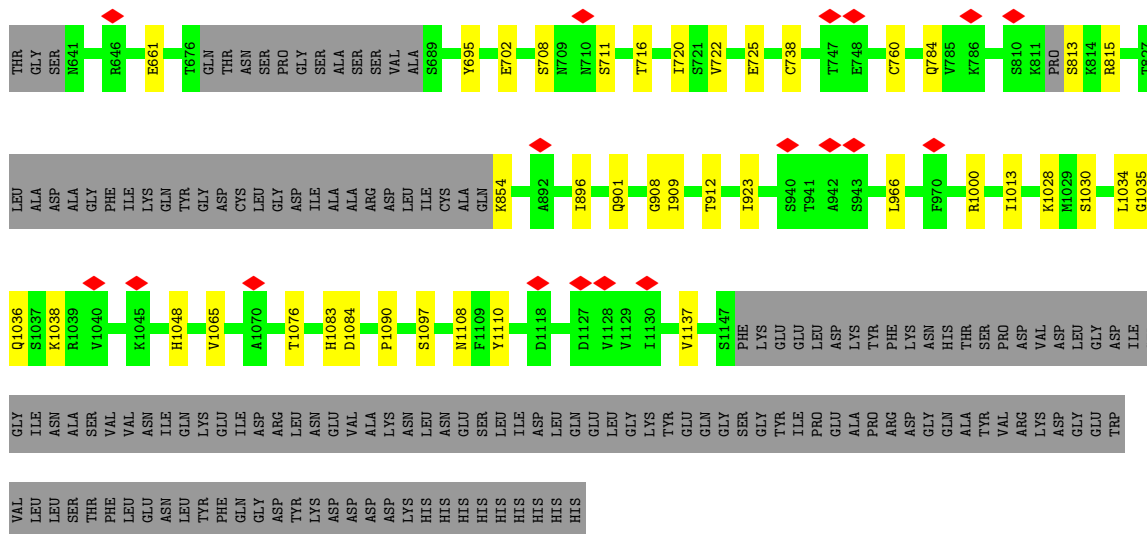 THR GLY SER N641 R646 E661 T676 GLN THR ASN SER PRO GLY SER ALA SER SER VAL ALA S689 Y695 E702 S708 N709 N710 S711 T716 I720 S721 V722 E725 C738 T747 E748 C760 Q784 V785 K786 S810 K811 PRO S813 K814 R815 T827
LEU ALA ASP ALA GLY PHE ILE LYS GLN TYR GLY ASP CYS LEU GLY ASP ILE ALA ALA ARG ASP LEU ILE CYS ALA GLN K854 A892 I896 Q901 G908 I909 T912 I923 S940 T941 A942 S943 L966 F970 R1000 I1013 K1028 M1029 S1030 L1034 G1035
Q1036 S1037 K1038 R1039 V1040 K1045 H1048 V1065 A1070 T1076 H1083 D1084 P1090 S1097 N1108 F1109 Y1110 D1118 D1127 V1128 V1129 I1130 V1137 S1147 PHE LYS GLU GLU LEU ASP LYS TYR PHE LYS ASN HIS THR SER PRO ASP VAL ASP LEU GLY ASP ILE
GLY ILE ASN ALA SER VAL VAL ASN ILE GLN LYS GLU ILE ASP ARG LEU ASN GLU VAL ALA LYS ASN LEU ASN GLU SER LEU ILE ASP LEU GLN GLU LEU GLY LYS TYR GLU GLN GLY SER GLY TYR ILE PRO GLU ALA PRO ARG ASP GLY GLN ALA TYR VAL ARG LYS ASP GLY GLU TRP
VAL LEU LEU SER THR PHE LEU GLU ASN LEU TYR PHE GLN GLY ASP TYR LYS ASP ASP ASP ASP LYS HIS HIS HIS HIS HIS HIS HIS HIS HIS